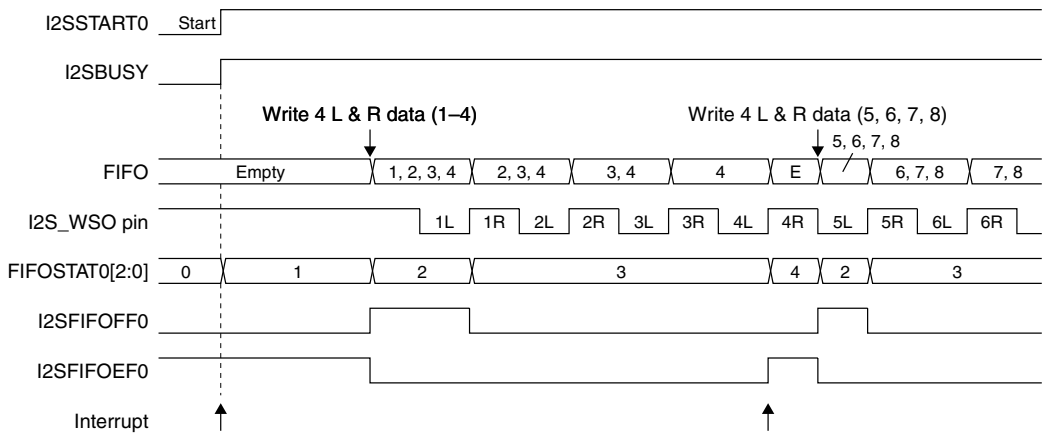 I2SSTART0 Start
I2SBUSY
Write 4 L & R data (1–4) Write 4 L & R data (5, 6, 7, 8)
5, 6, 7, 8
FIFO Empty 1, 2, 3, 4 2, 3, 4 3, 4 4 E 6, 7, 8 7, 8
I2S_WSO pin 1L 1R 2L 2R 3L 3R 4L 4R 5L 5R 6L 6R
FIFOSTAT0[2:0] 0 1 2 3 4 2 3
I2SFIFOFF0
I2SFIFOEF0
Interrupt